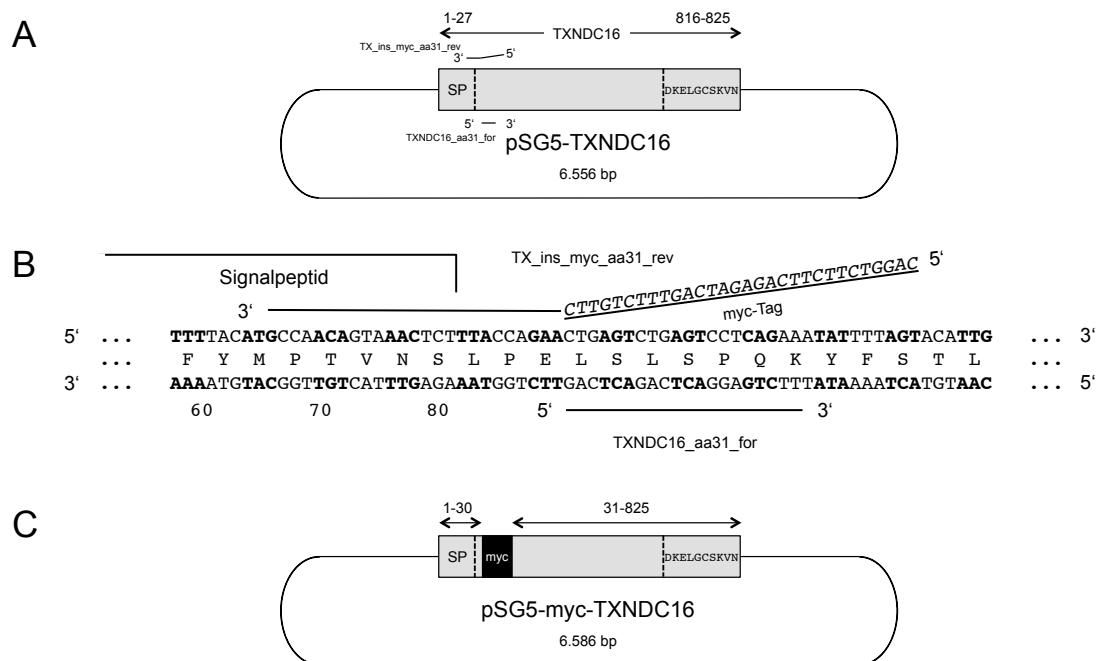 A
1-27
816-825
TXNDC16
TX_ins_myc_aa31_rev
3‘ 5‘
SP
DKELGCSKVN
5‘ 3‘
TXNDC16_aa31_for
pSG5-TXNDC16
6.556 bp
B
TX_ins_myc_aa31_rev
Signalpeptid
CTTGTCTTTGACTAGAGACTTCTTCTGGAC 5‘
myc-Tag
3‘
5‘ ... TTTTACATGCCAACAGTAAACTCTTTACCAGAACTGAGTCTGAGTCCTCAGAAATATTTTAGTACATTG ... 3‘
... F Y M P T V N S L P E L S L S P Q K Y F S T L ...
3‘ ... AAAATGTACGGTTGTCATTTGAGAAATGGTCTTGACTCAGACTCAGGAGTCTTTATAAAATCATGTAAC ... 5‘
60 70 80 5‘ 3‘
TXNDC16_aa31_for
C
1-30
31-825
SP
myc
DKELGCSKVN
pSG5-myc-TXNDC16
6.586 bp